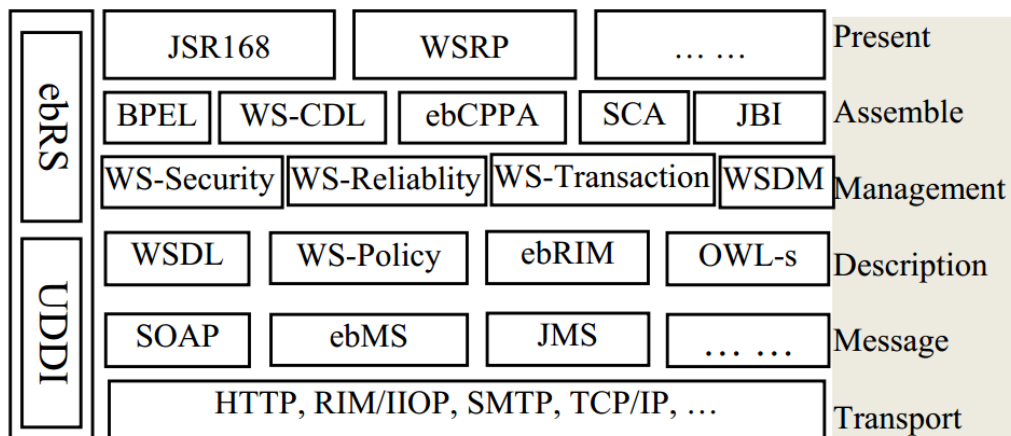 ebRS
UDDI
JSR168 WSRP … … Present
BPEL WS-CDL ebCPPA SCA JBI Assemble
WS-Security WS-Reliablity WS-Transaction WSDM Management
WSDL WS-Policy ebRIM OWL-s Description
SOAP ebMS JMS … … Message
HTTP, RIM/IIOP, SMTP, TCP/IP, … Transport